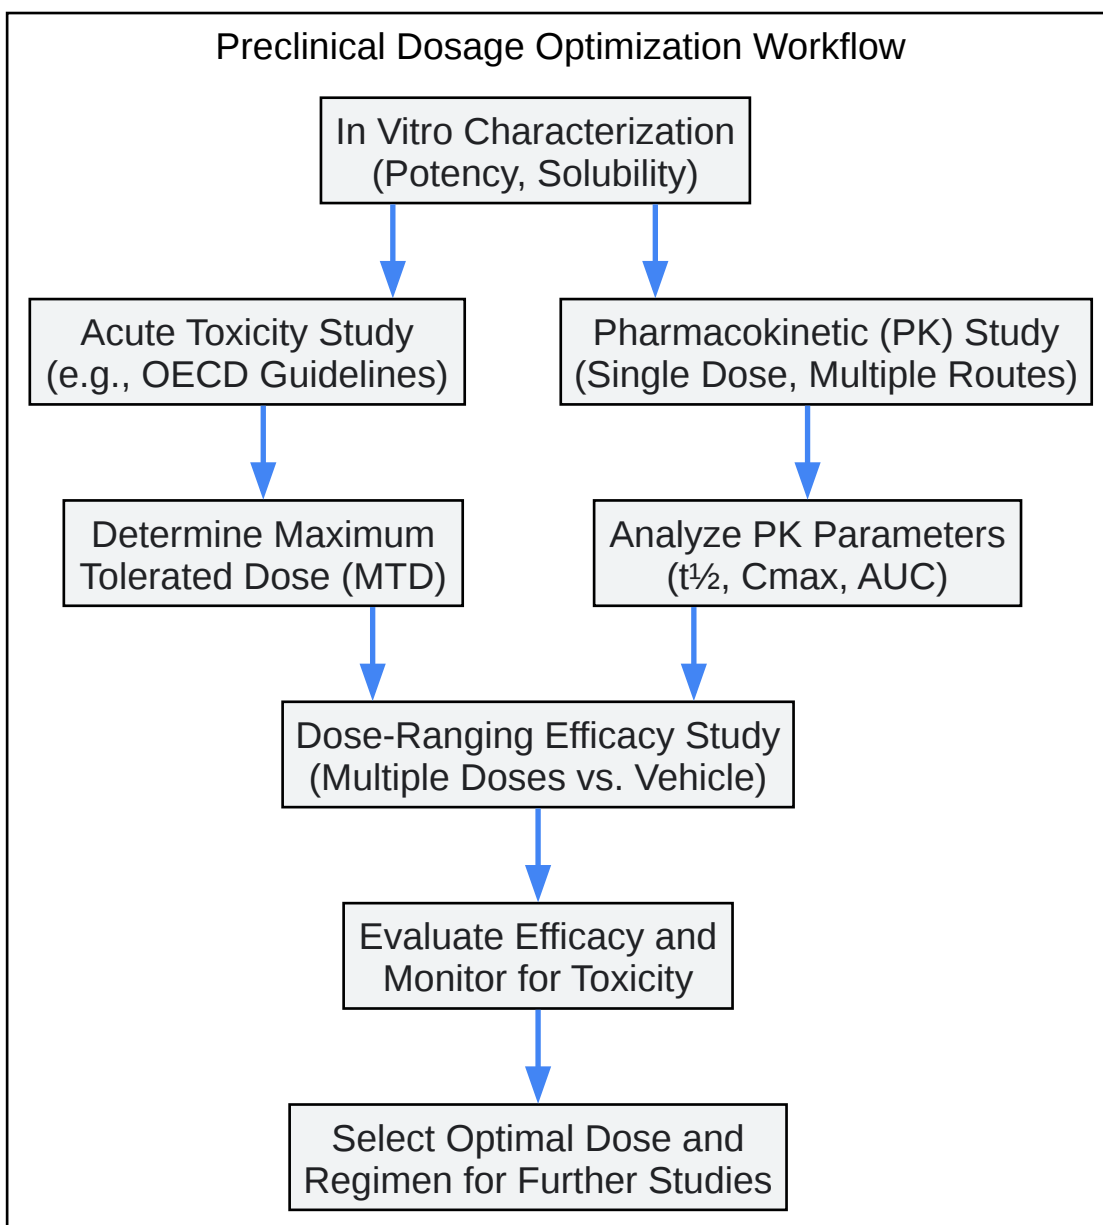 Preclinical Dosage Optimization Workflow
In Vitro Characterization
(Potency, Solubility)
Acute Toxicity Study
(e.g., OECD Guidelines)
Pharmacokinetic (PK) Study
(Single Dose, Multiple Routes)
Determine Maximum
Tolerated Dose (MTD)
Analyze PK Parameters
(t½, Cmax, AUC)
Dose-Ranging Efficacy Study
(Multiple Doses vs. Vehicle)
Evaluate Efficacy and
Monitor for Toxicity
Select Optimal Dose and
Regimen for Further Studies